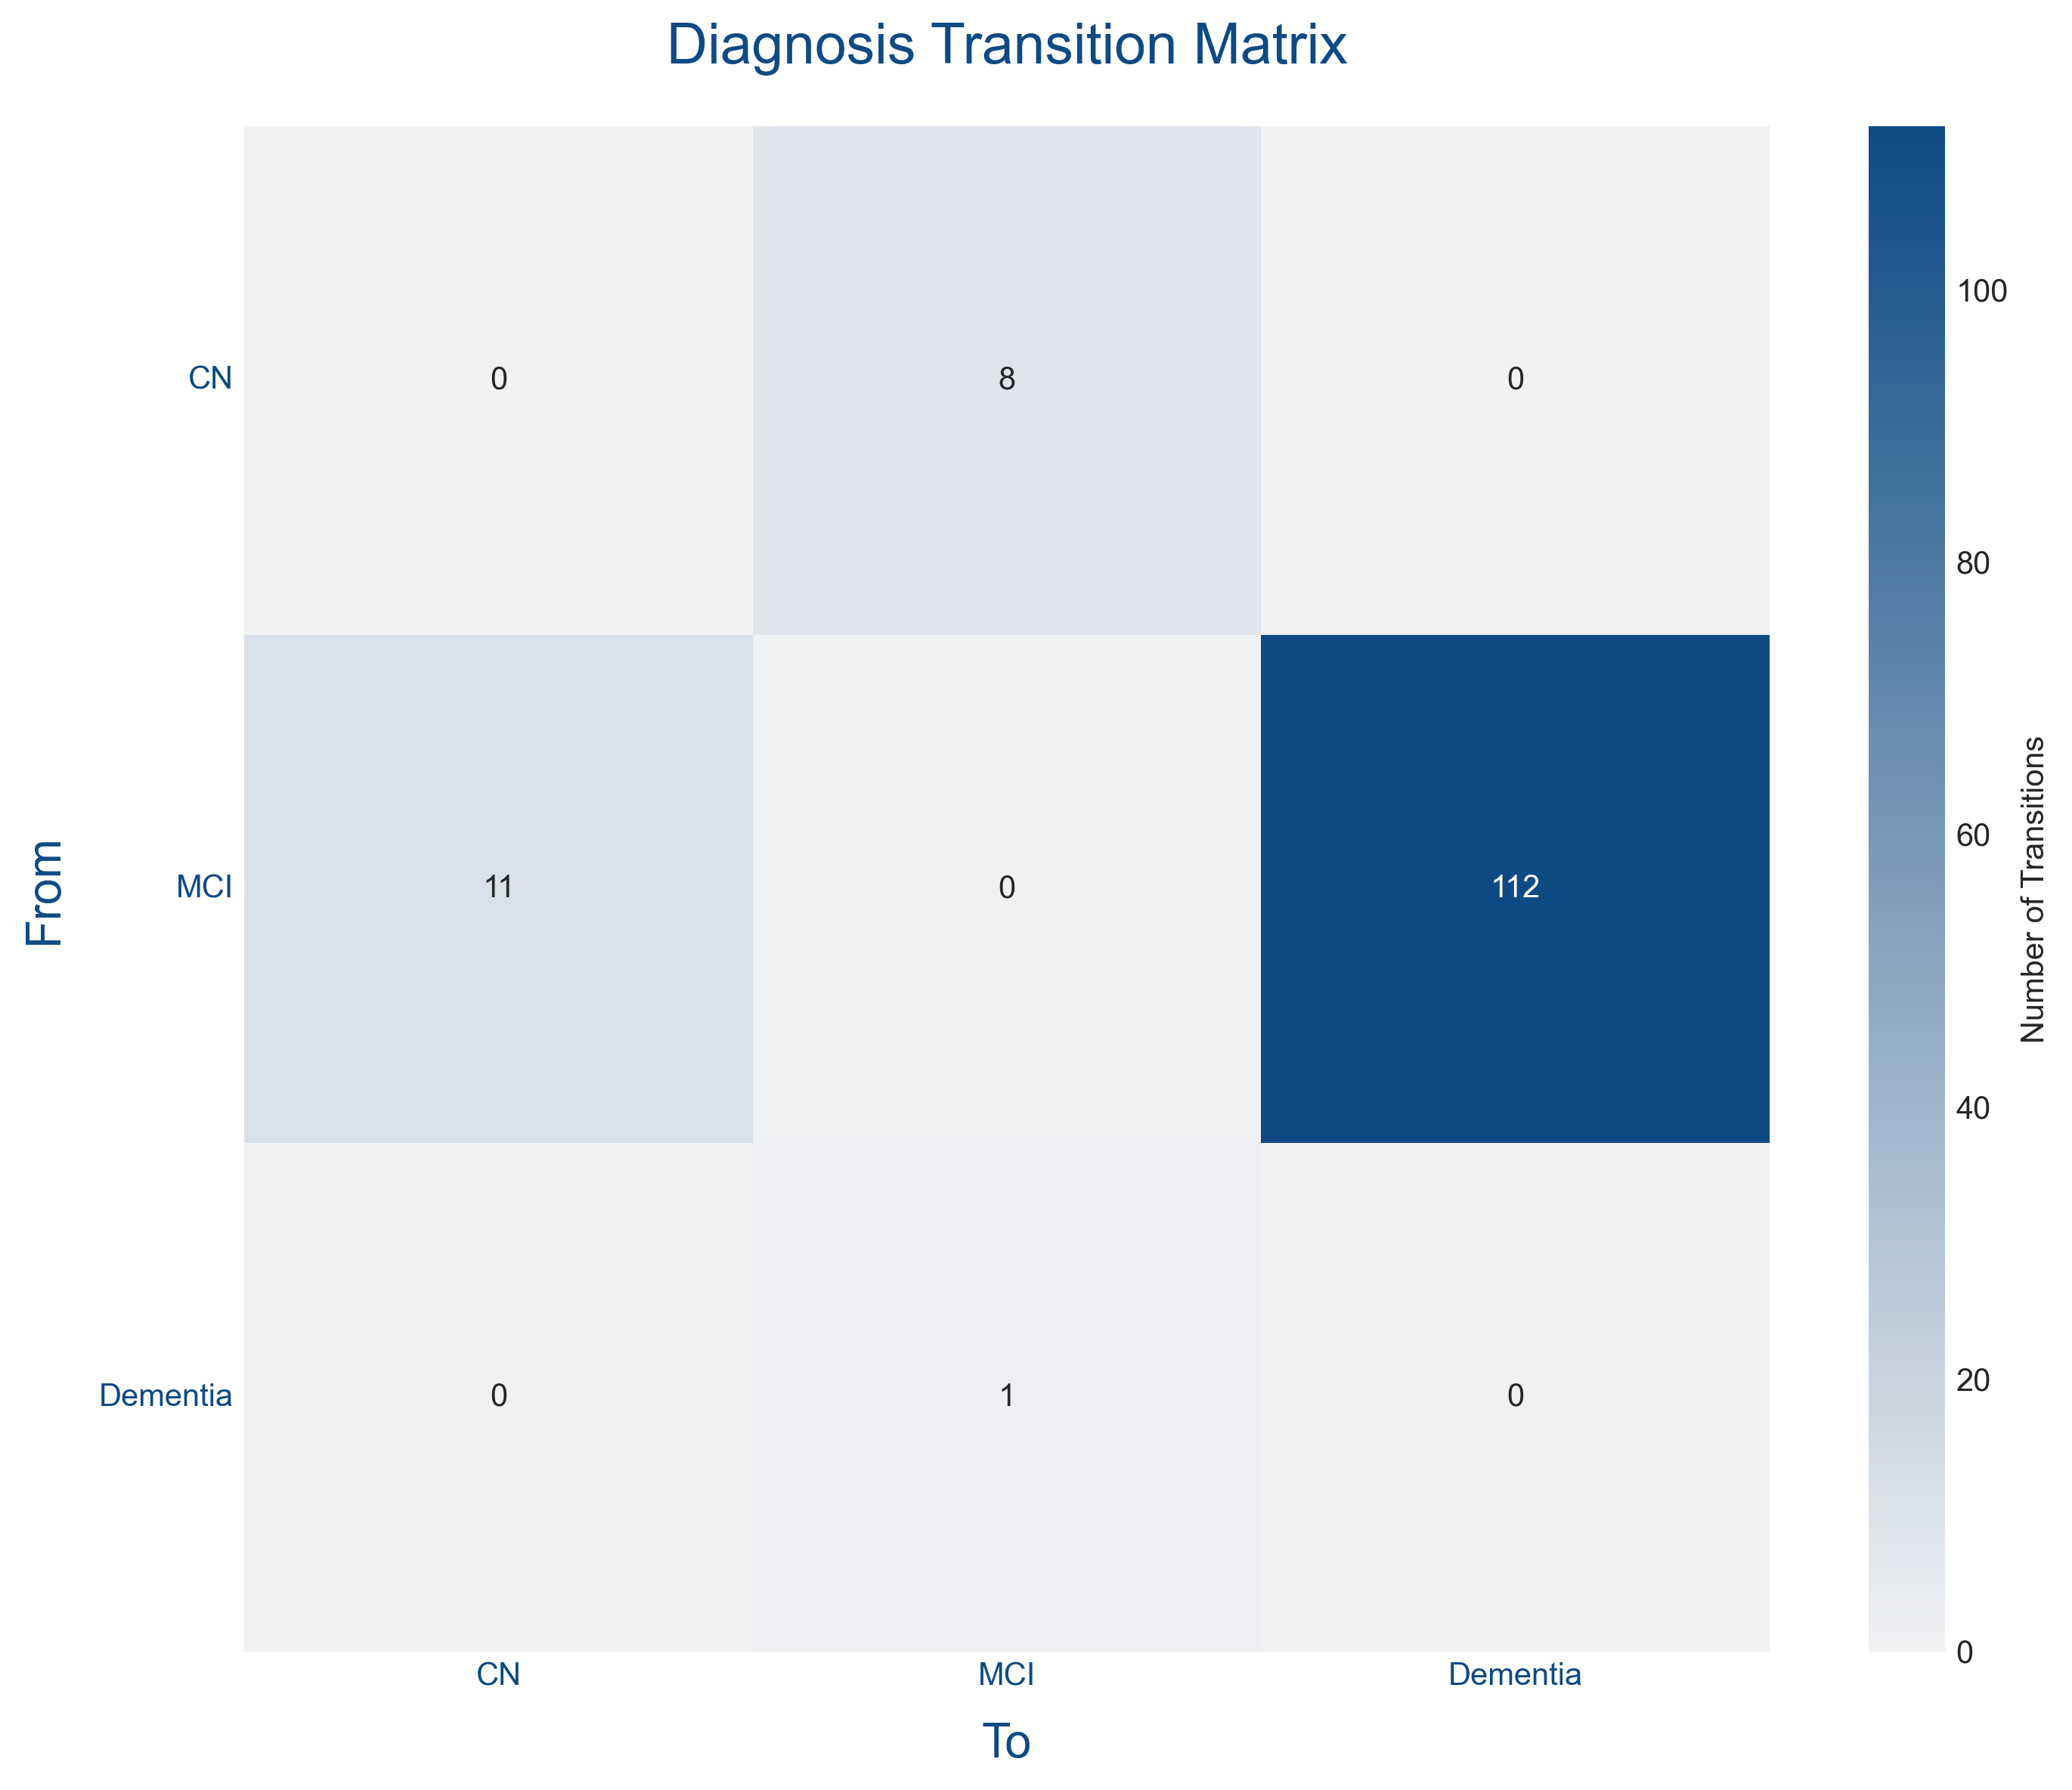 Diagnosis Transition Matrix
From
CN
0 8 0
MCI
11 0 112
Dementia
0 1 0
CN MCI Dementia
To
100
80
60
40
20
0
Number of Transitions